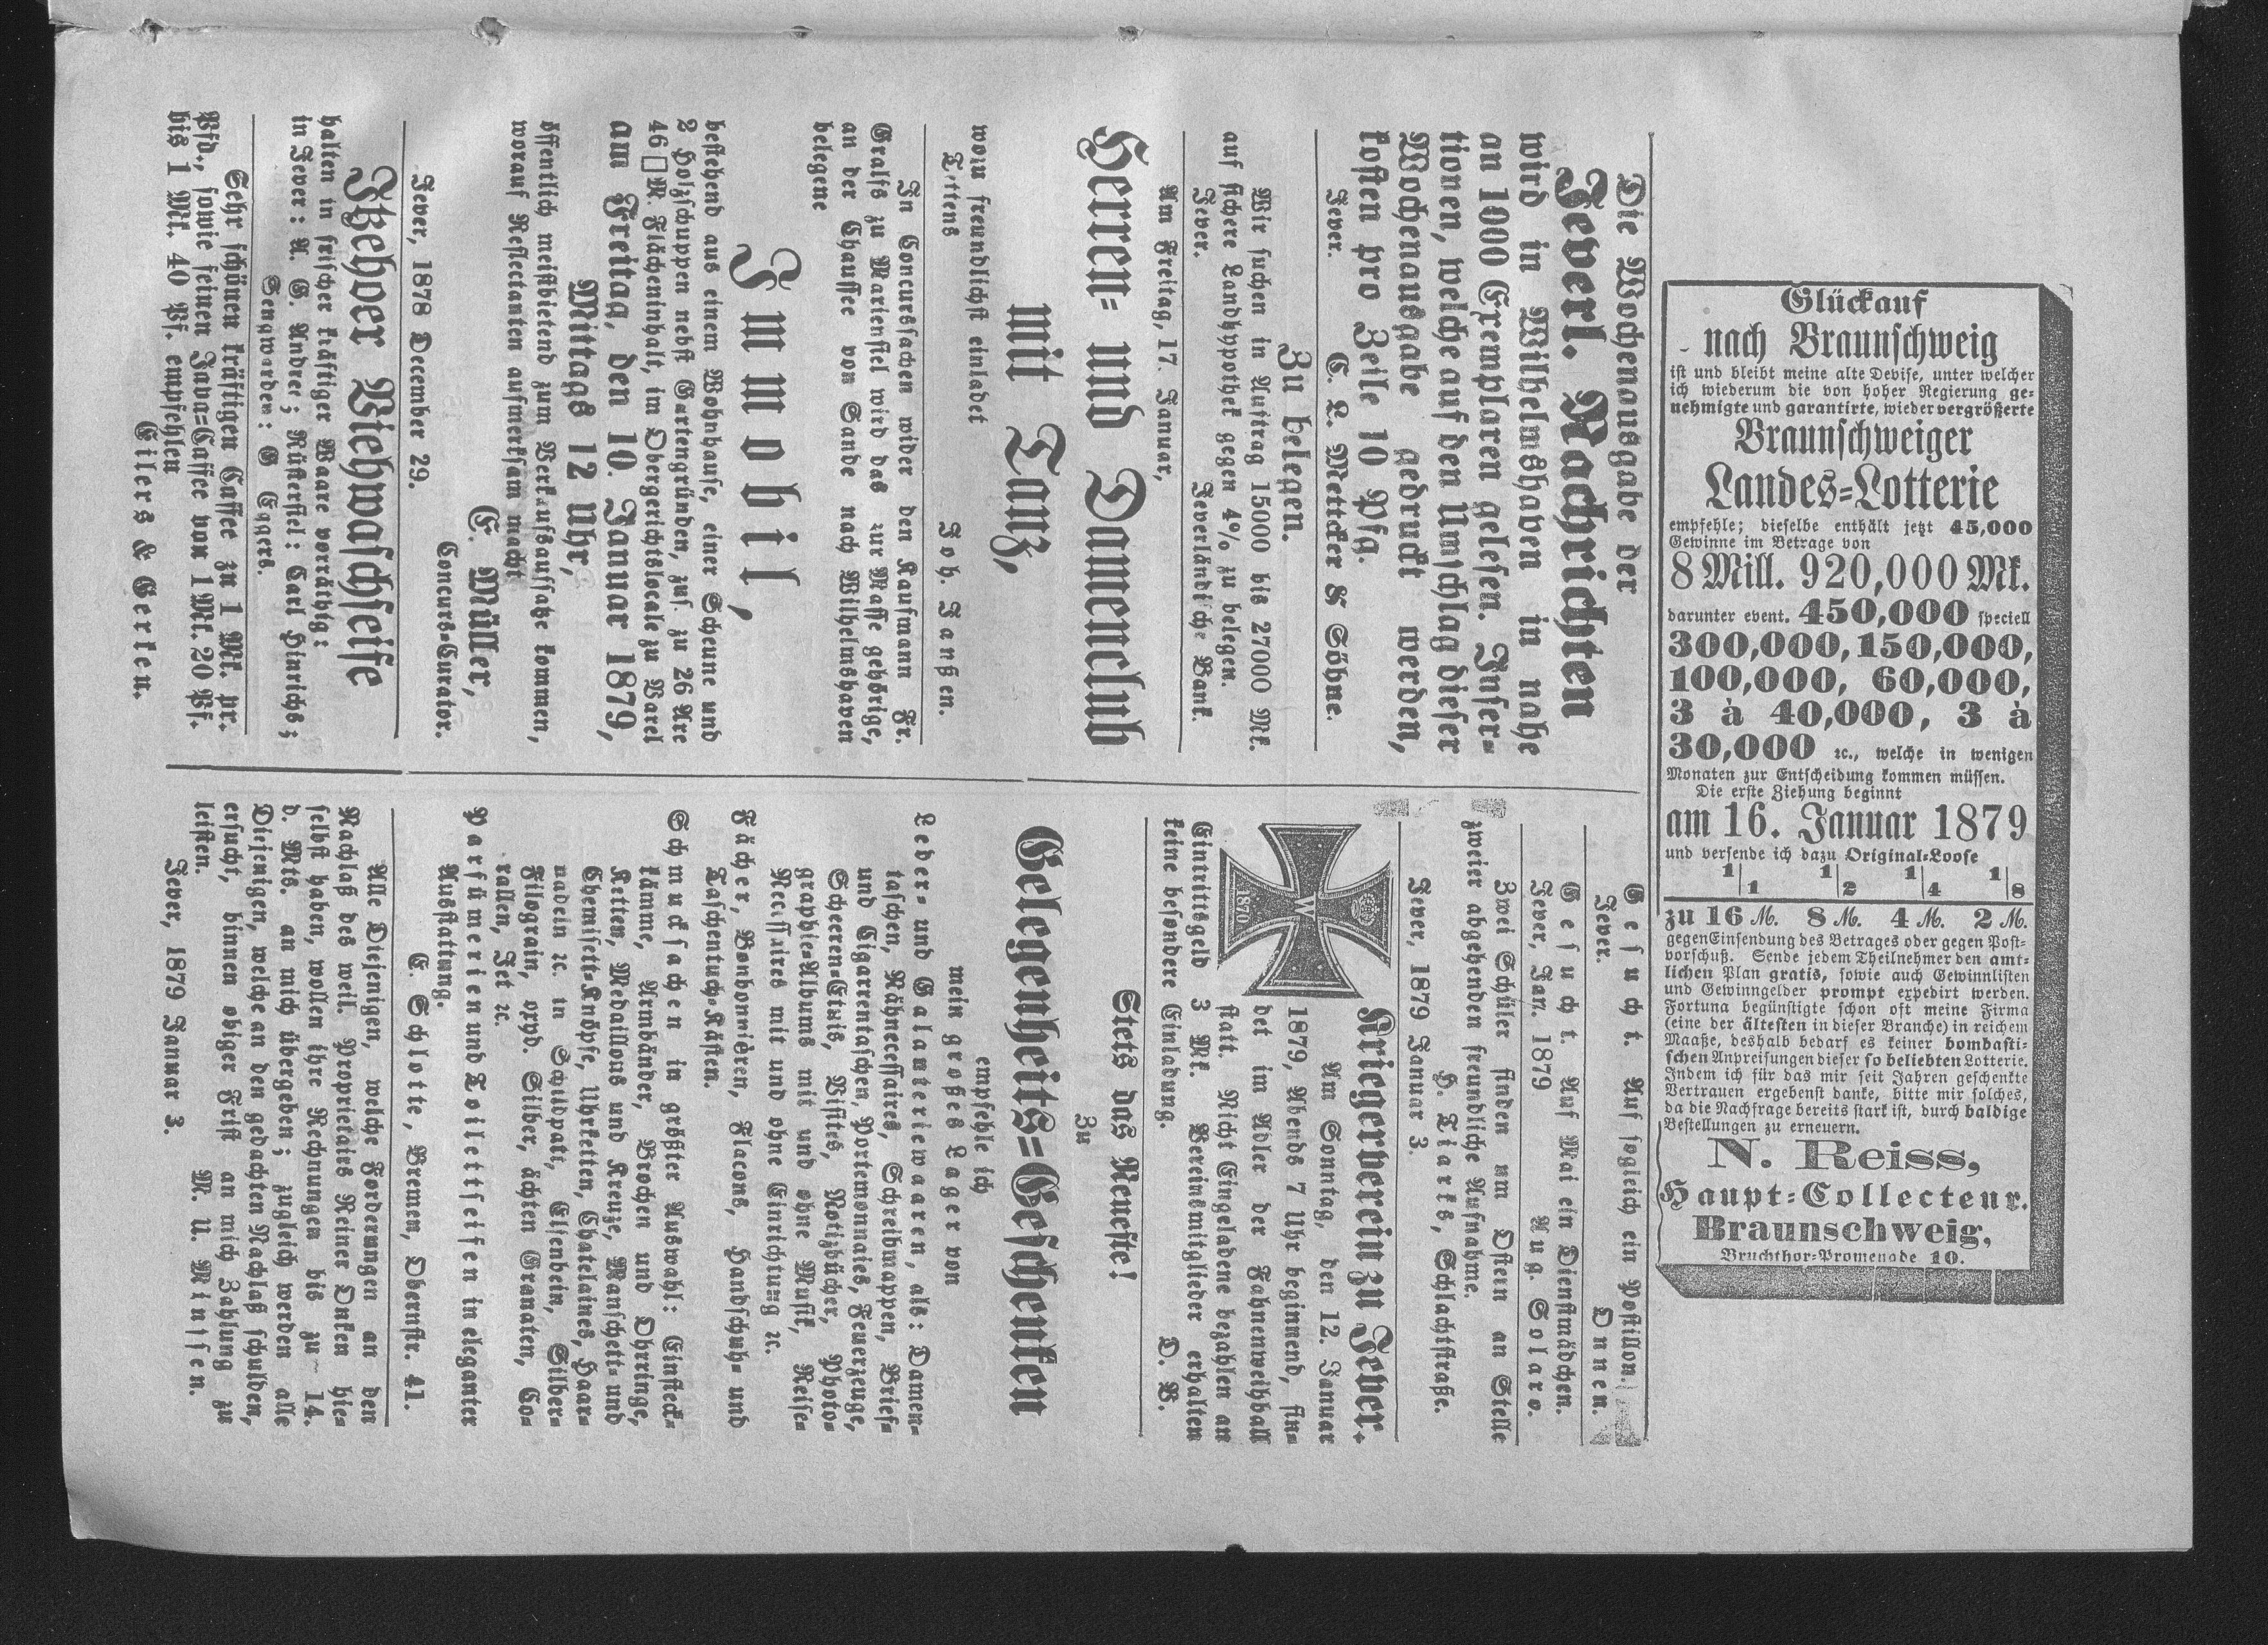 Die Wochenausgabe der
Jeverl. Nachrichten
wird in Wilhelmshaven in nahe
an 1000 Exemplaren gelesen. Inser-
tionen, welche auf den Umschlag dieser
Wochenausgabe gedruckt werden,
kosten pro Zeile 10 Pfg.
Jever. C. L. Mettcker & Söhne.
Zu belegen.
Wir suchen in Auftrag 15000 bis 27000 Mk.
auf sichere Landhypothek gegen 4% zu belegen.
Jever. Jeverländische Bank.
Am Freitag, 17. Januar,
Herren- und Damenclub
mit Tanz,
wozu freundlichst einladet
Tettens Joh. Janßen.
In Concurssachen wider den Kaufmann Fr.
Gralfs zu Mariensiel wird das zur Masse gehörige,
an der Chaussee von Sande nach Wilhelmshaven
belegene
Immobil,
bestehend aus einem Wohnhause, einer Scheune und
2 Holzschuppen nebst Gartengründen, zus. zu 26 Are
46 □M. Flächeninhalt, im Obergerichtslocale zu Varel
am Freitag, den 10. Januar 1879,
Mittags 12 Uhr,
öffentlich meistbietend zum Verkaufsaufsatze kommen,
worauf Reflectanten aufmerksam macht
C. Müller,
Concurs-Curator.
Jever, 1878 December 29.
Itzehoer Viehwaschseife
halten in frischer kräftiger Waare vorräthig:
in Jever: A. G. Andree; Rüstersiel: Carl Hinrichs;
Sengwarden: G Eggers.
Sehr schönen kräftigen Caffee zu 1 Mk. pr.
Pfd., sowie feinen Java-Caffee von 1 Mk. 20 Pf.
bis 1 Mk. 40 Pf. empfehlen
Eilers & Gerken.
Gesucht. Auf sogleich ein Postillon.
Jever. Onnen.
Gesucht. Auf Mai ein Dienstmädchen.
Jever, Jan. 1879 Aug. Solaro.
Zwei Schüler finden um Ostern an Stelle
zweier abgehenden freundliche Aufnahme.
H. Tiarks, Schlachtstraße.
Jever, 1879 Januar 3.
Kriegerverein zu Jever.
W
1870
Am Sonntag, den 12. Januar
1879, Abends 7 Uhr beginnend, fin-
det im Adler der Fahnenweihball
statt. Nicht Eingeladene bezahlen an
Eintrittsgeld 3 Mk. Vereinsmitglieder erhalten
keine besondere Einladung. D. V.
Stets das Neueste!
Zu
Gelegenheits-Geschenken
empfehle ich
mein großes Lager von
Leder- und Galanteriewaaren, als: Damen-
taschen, Nähnecessaires, Schreibmappen, Brief-
und Cigarrentaschen, Portemonnaies, Feuerzeuge,
Scheeren-Etuis, Visites, Notizbücher, Photo-
graphie-Albums mit und ohne Musik, Reise-
Necessaires mit und ohne Einrichtung ꝛc.
Fächer, Bonbonnièren, Flacons, Handschuh- und
Taschentuch-Kästen.
Schmucksachen in größter Auswahl: Einsteck-
kämme, Armbänder, Brochen und Ohrringe,
Ketten, Medaillons und Kreuze, Manschett- und
Chemisett-Knöpfe, Uhrketten, Chatelaines, Haar-
nadeln ꝛc. in Schildpatt, Elfenbein, Silber-
Filograin, oxyd. Silber, ächten Granaten, Co-
rallen, Jet ꝛc.
Parfümerien und Toilettseifen in eleganter
Ausstattung.
C. Schlotte, Bremen, Obernstr. 41.
Alle Diejenigen, welche Forderungen an den
Nachlaß des weil. Proprietairs Reiner Onken hie-
selbst haben, wollen ihre Rechnungen bis zu 14.
d. Mts. an mich übergeben; zugleich werden alle
Diejenigen, welche an den gedachten Nachlaß schulden,
ersucht, binnen obiger Frist an mich Zahlung zu
leisten. M. U. Minssen.
Jever, 1879 Januar 3.
Glückauf
nach Braunschweig
ist und bleibt meine alte Devise, unter welcher
ich wiederum die von hoher Regierung ge-
nehmigte und garantirte, wieder vergrößerte
Braunschweiger
Landes-Lotterie
empfehle; dieselbe enthält jetzt 45,000
Gewinne im Betrage von
8 Mill. 920,000 Mk.
darunter event. 450,000 speciell
300,000, 150,000,
100,000, 60,000,
3 à 40,000, 3 à
30,000 ꝛc., welche in wenigen
Monaten zur Entscheidung kommen müssen.
Die erste Ziehung beginnt
am 16. Januar 1879
und versende ich dazu Original-Loose
1/1 1/2 1/4 1/8
zu 16 M. 8 M. 4 M. 2 M.
gegen Einsendung des Betrages oder gegen Post-
vorschuß. Sende jedem Theilnehmer den amt-
lichen Plan gratis, sowie auch Gewinnlisten
und Gewinngelder prompt expedirt werden.
Fortuna begünstigte schon oft meine Firma
(eine der ältesten in dieser Branche) in reichem
Maaße, deshalb bedarf es keiner bombasti-
schen Anpreisungen dieser so beliebten Lotterie.
Indem ich für das mir seit Jahren geschenkte
Vertrauen ergebenst danke, bitte mir solches,
da die Nachfrage bereits stark ist, durch baldige
Bestellungen zu erneuern.
N. Reiss,
Haupt-Collecteur.
Braunschweig,
Bruchthor-Promenade 10.